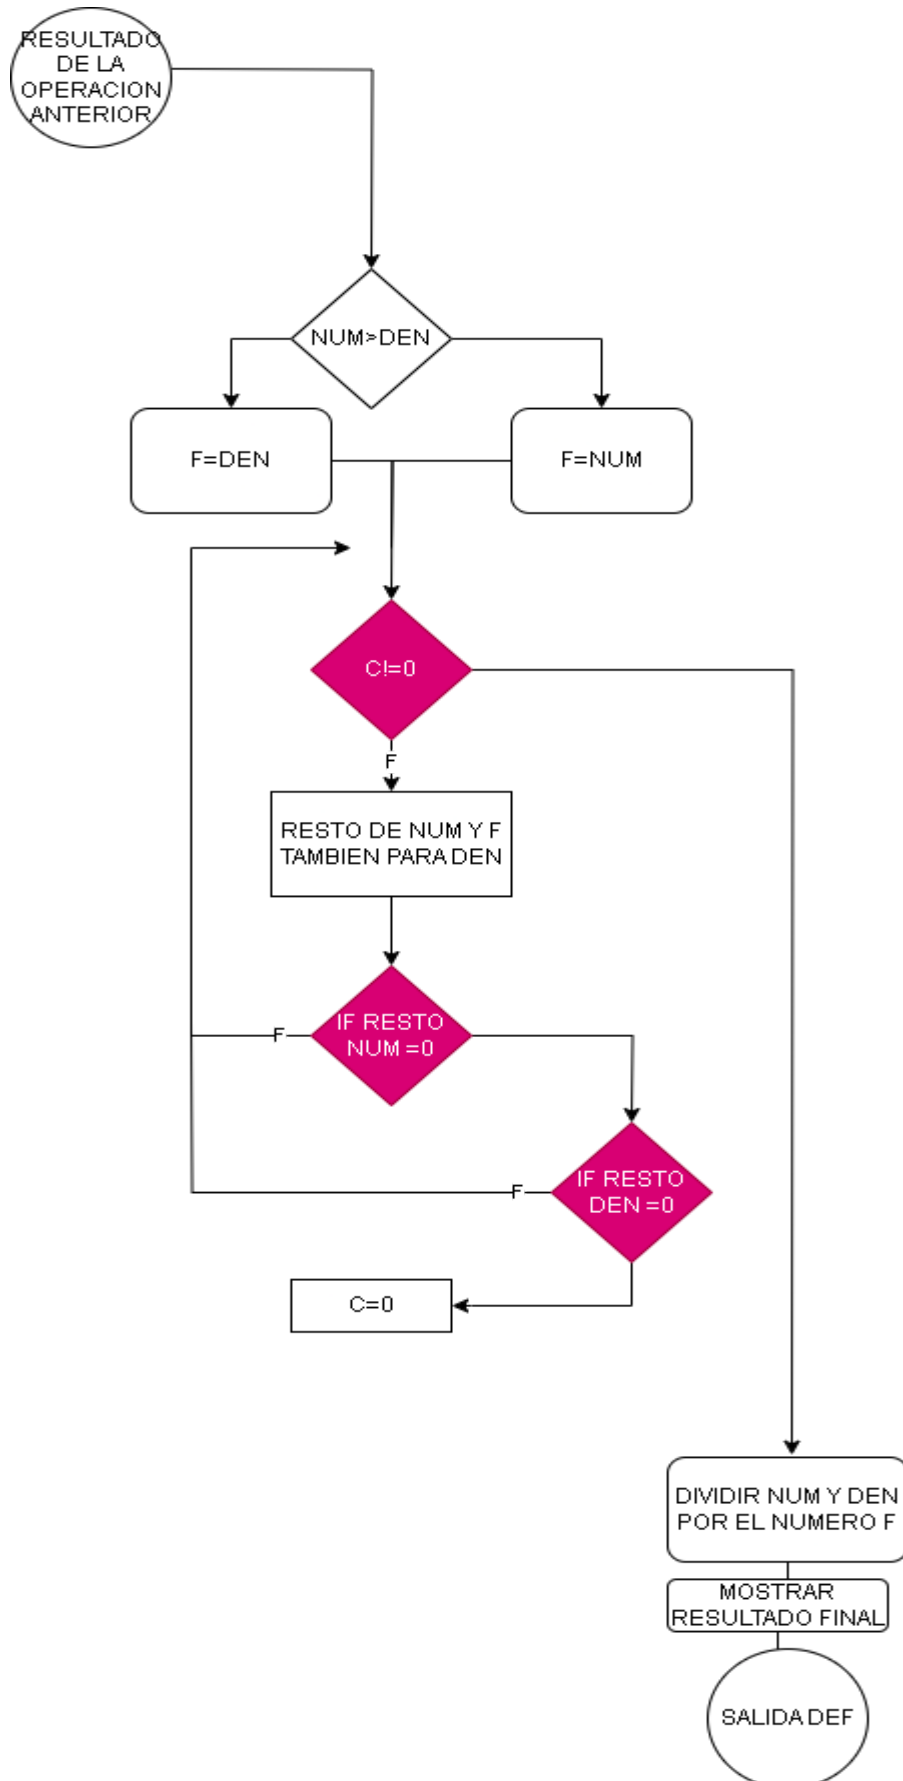 RESULTADO
DE LA
OPERACION
ANTERIOR
NUM>DEN
F=DEN
F=NUM
C!=0
F
RESTO DE NUM Y F
TAMBIEN PARA DEN
IF RESTO
NUM =0
F
IF RESTO
DEN =0
F
C=0
DIVIDIR NUM Y DEN
POR EL NUMERO F
MOSTRAR
RESULTADO FINAL
SALIDA DEF